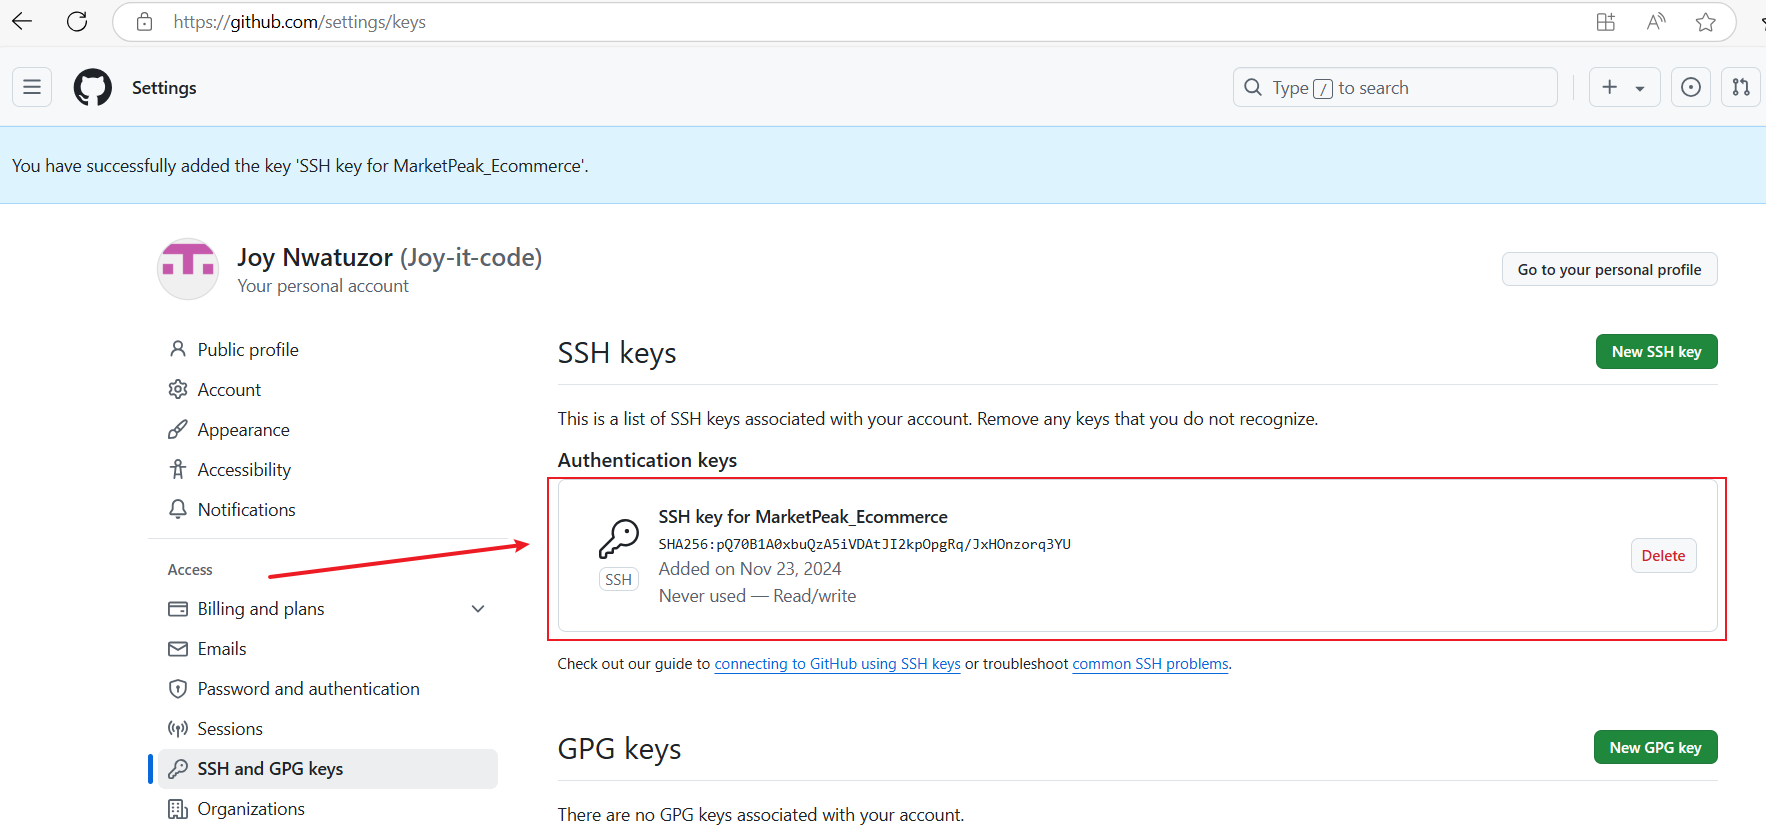 https://github.com/settings/keys
Settings
Type / to search
You have successfully added the key 'SSH key for MarketPeak_Ecommerce'.
Joy Nwatuzor (Joy-it-code)
Your personal account
Go to your personal profile
Public profile
Account
Appearance
Accessibility
Notifications
Access
Billing and plans
Emails
Password and authentication
Sessions
SSH and GPG keys
Organizations
SSH keys
New SSH key
This is a list of SSH keys associated with your account. Remove any keys that you do not recognize.
Authentication keys
SSH key for MarketPeak_Ecommerce
SHA256:pQ70B1A0xbuQzA5iVDAtJI2kpOpgRq/JxHOnzorq3YU
Added on Nov 23, 2024
Never used — Read/write
SSH
Delete
Check out our guide to connecting to GitHub using SSH keys or troubleshoot common SSH problems.
GPG keys
New GPG key
There are no GPG keys associated with your account.